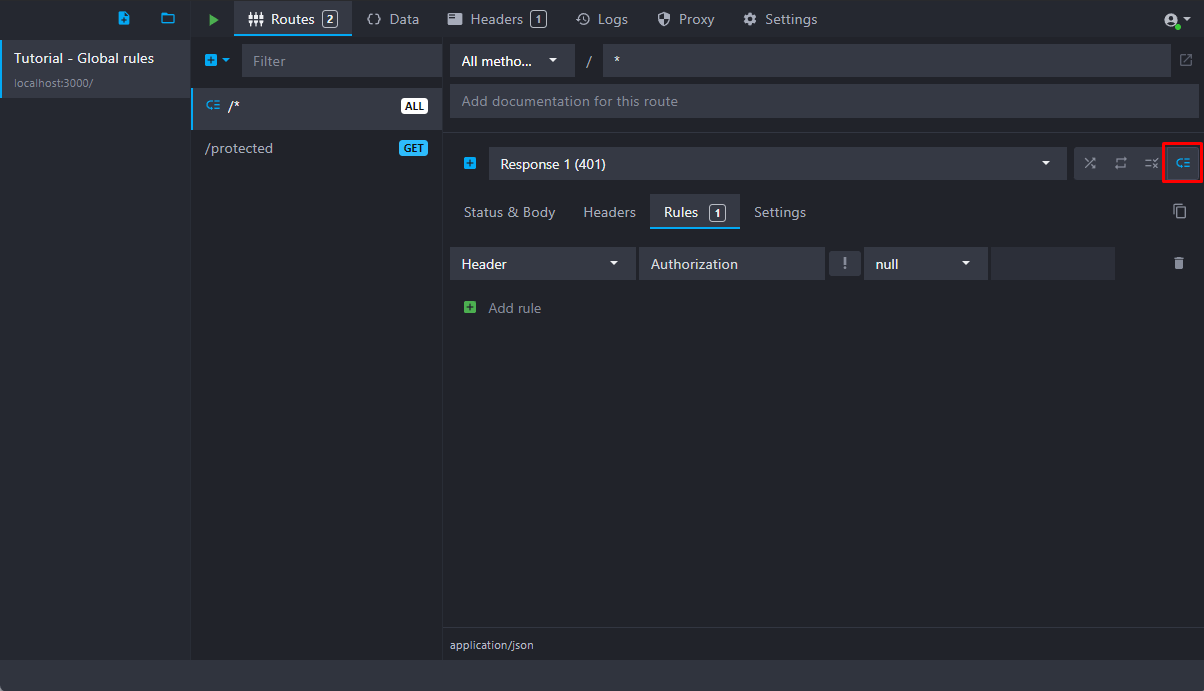 Routes 2 Data Headers 1 Logs Proxy Settings
Tutorial - Global rules
localhost:3000/
Filter
/* ALL
/protected GET
All metho... / *
Add documentation for this route
Response 1 (401)
Status & Body Headers Rules 1 Settings
Header Authorization ! null
Add rule
application/json